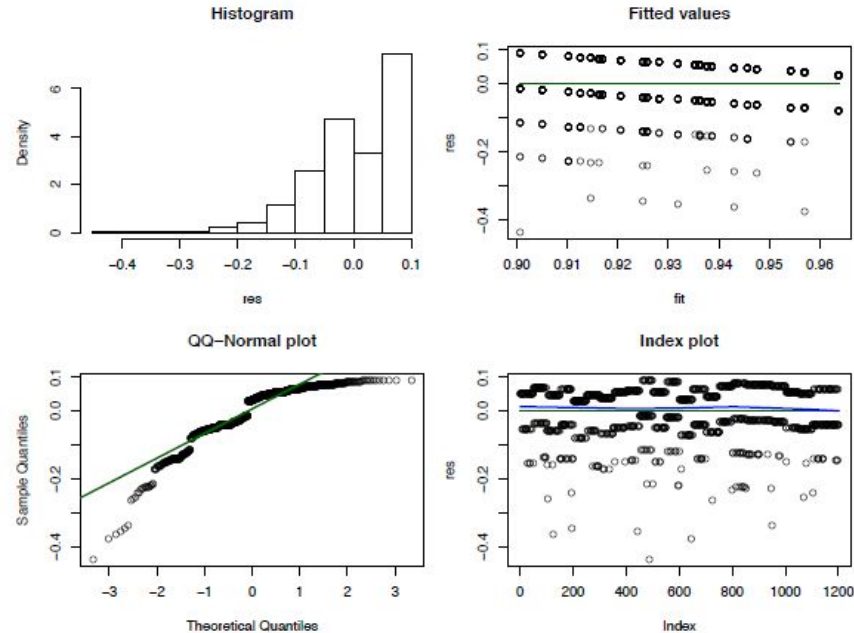 Histogram
Density
0 2 4 6
−0.4 −0.3 −0.2 −0.1 0.0 0.1
res
Fitted values
res
0.1
0.0
−0.2
−0.4
0.90 0.91 0.92 0.93 0.94 0.95 0.96
fit
QQ−Normal plot
Sample Quantiles
0.1
0.0
−0.2
−0.4
−3 −2 −1 0 1 2 3
Theoretical Quantiles
Index plot
res
0.1
0.0
−0.2
−0.4
0 200 400 600 800 1000 1200
Index